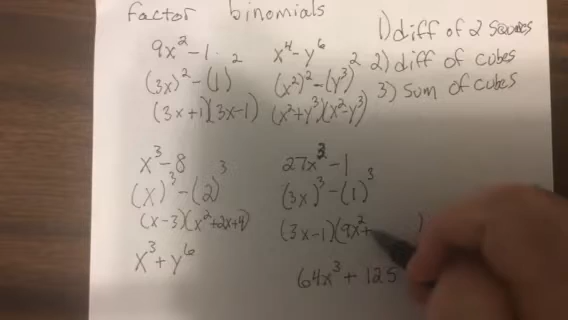 factor binomials
1) diff of 2 squares
2) diff of cubes
3) sum of cubes
9x² - 1
(3x)² - (1)²
(3x+1)(3x-1)
x⁴ - y⁶
(x²)² - (y³)²
(x²+y³)(x²-y³)
x³ - 8
(x)³ - (2)³
(x-3)(x²+2x+4)
x³ + y⁶
27x³ - 1
(3x)³ - (1)³
(3x-1)(9x²+ )
64x³ + 125